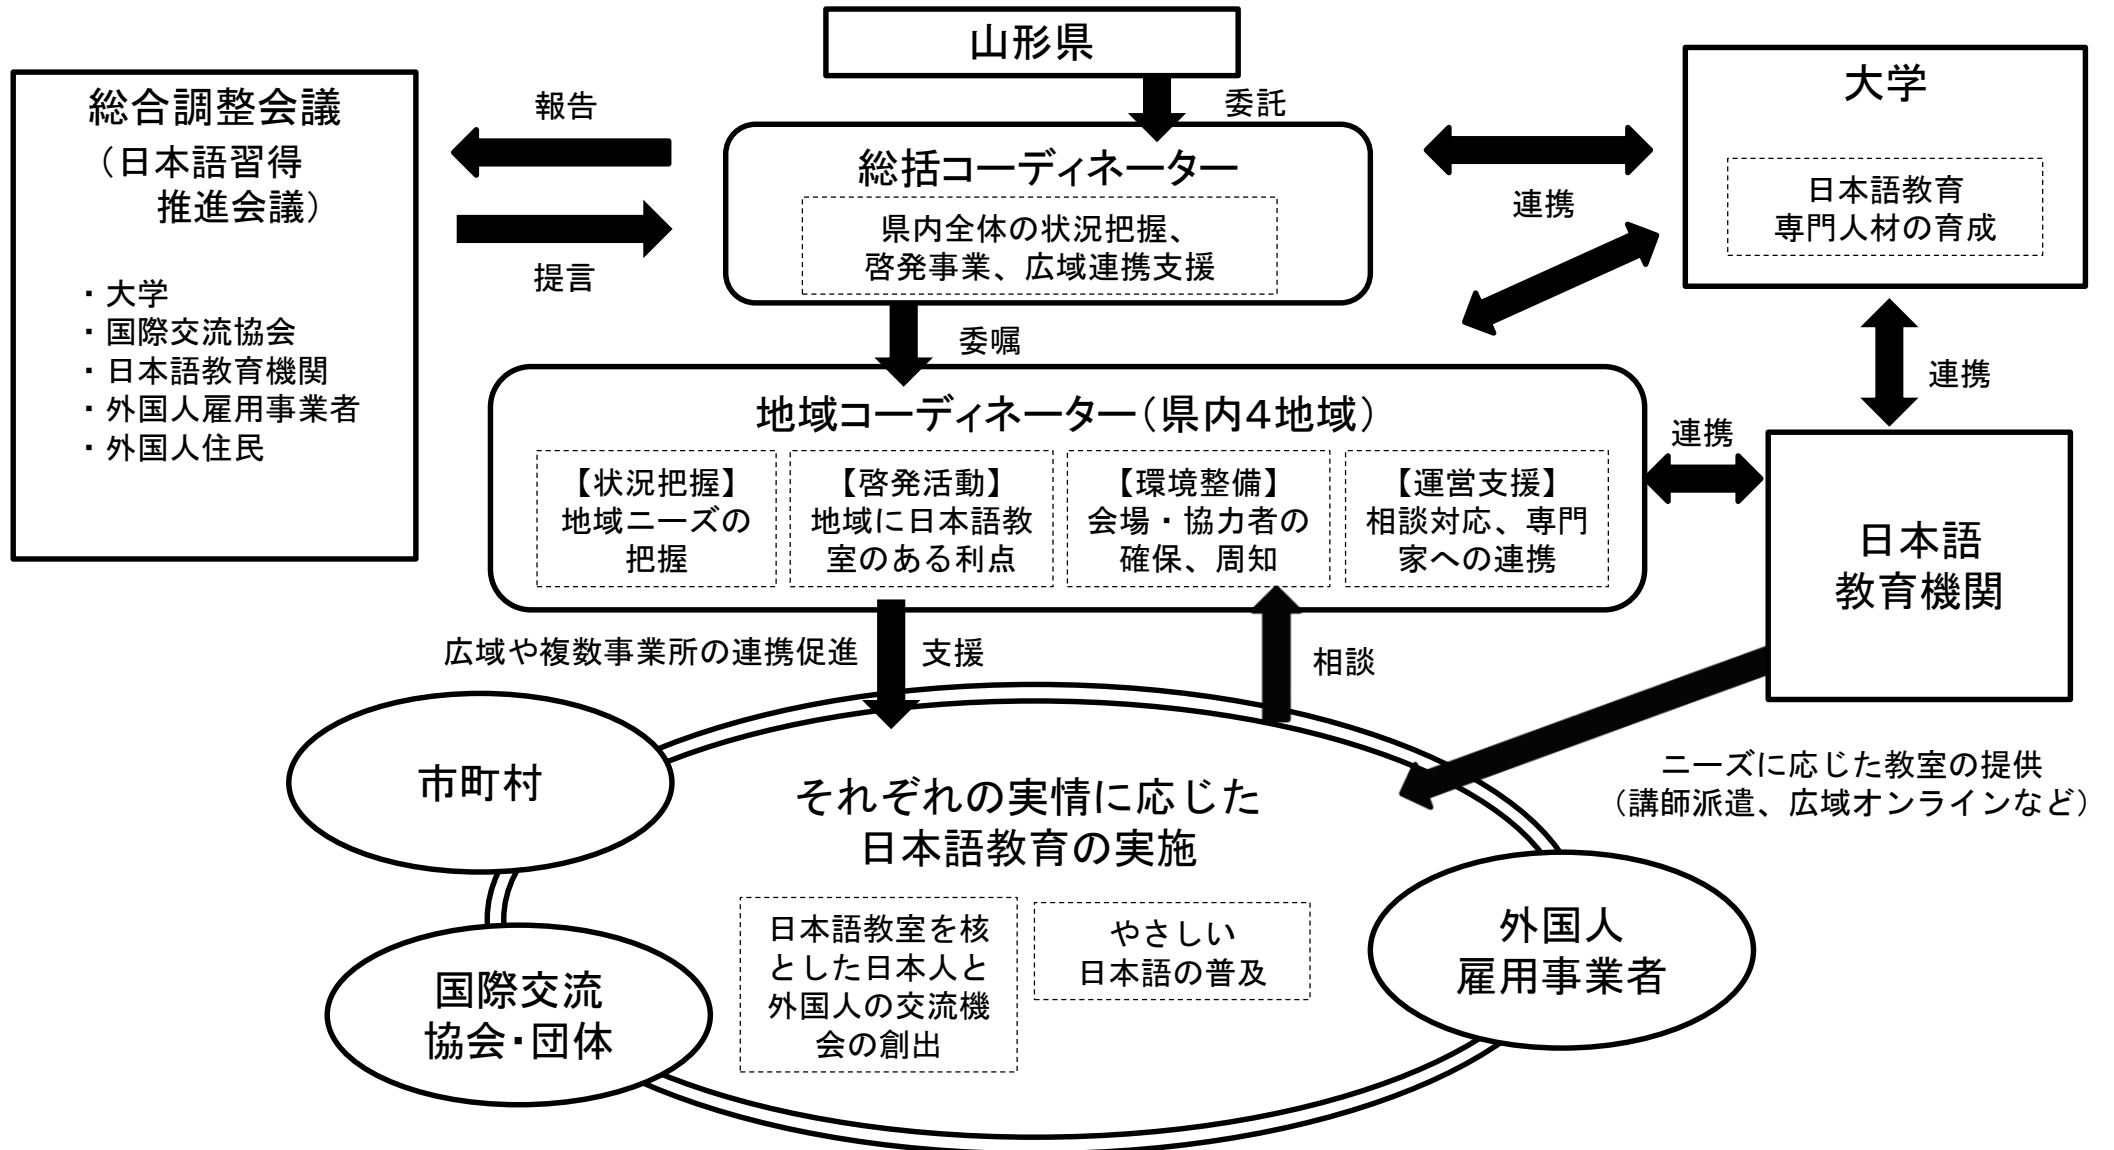 山形県
委託
総合調整会議
（日本語習得
推進会議）
・大学
・国際交流協会
・日本語教育機関
・外国人雇用事業者
・外国人住民
報告
提言
総括コーディネーター
県内全体の状況把握、
啓発事業、広域連携支援
連携
大学
日本語教育
専門人材の育成
委嘱
連携
地域コーディネーター（県内4地域）
【状況把握】
地域ニーズの
把握
【啓発活動】
地域に日本語教
室のある利点
【環境整備】
会場・協力者の
確保、周知
【運営支援】
相談対応、専門
家への連携
連携
日本語
教育機関
広域や複数事業所の連携促進
支援
相談
ニーズに応じた教室の提供
（講師派遣、広域オンラインなど）
市町村
それぞれの実情に応じた
日本語教育の実施
日本語教室を核
とした日本人と
外国人の交流機
会の創出
やさしい
日本語の普及
国際交流
協会・団体
外国人
雇用事業者